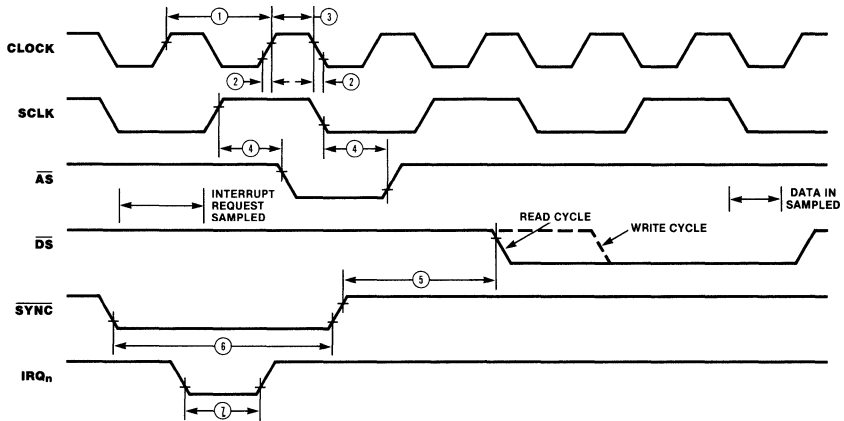 1
3
CLOCK
2
2
SCLK
4
4
AS
INTERRUPT
REQUEST
SAMPLED
DATA IN
SAMPLED
READ CYCLE
WRITE CYCLE
DS
5
SYNC
6
IRQn
7